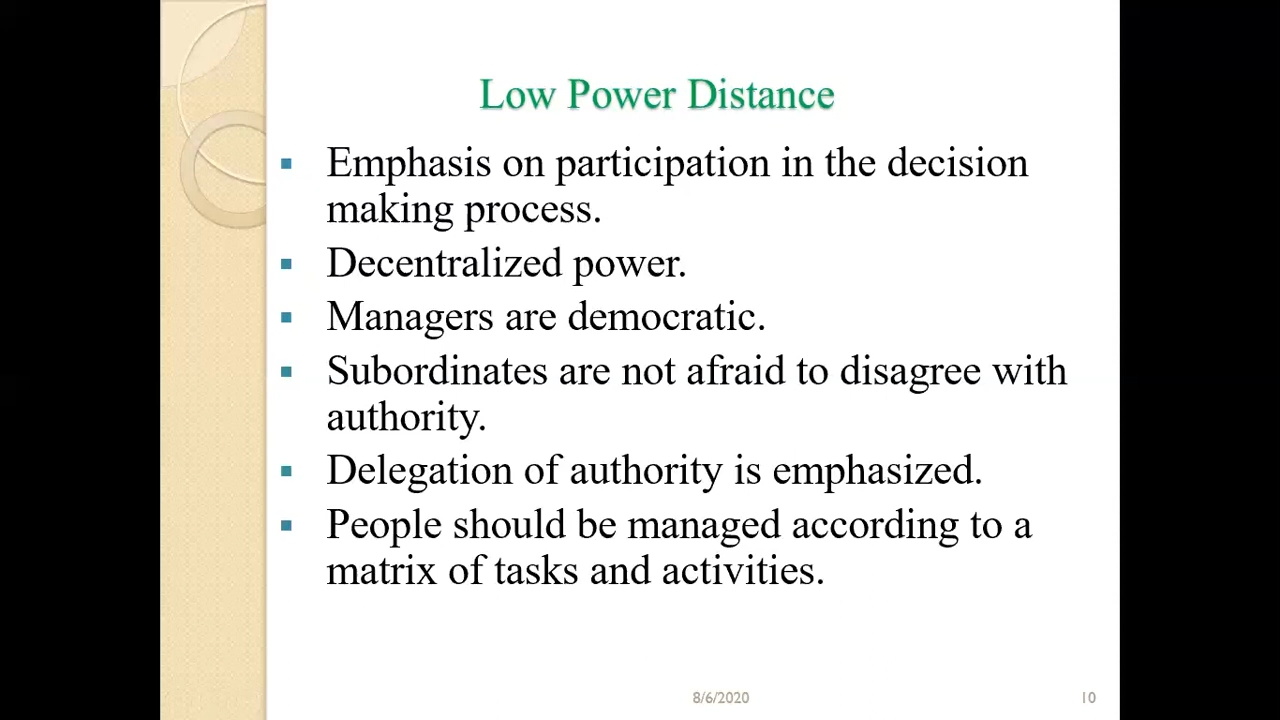 Low Power Distance
Emphasis on participation in the decision
making process.
Decentralized power.
Managers are democratic.
Subordinates are not afraid to disagree with
authority.
Delegation of authority is emphasized.
People should be managed according to a
matrix of tasks and activities.
8/6/2020
10